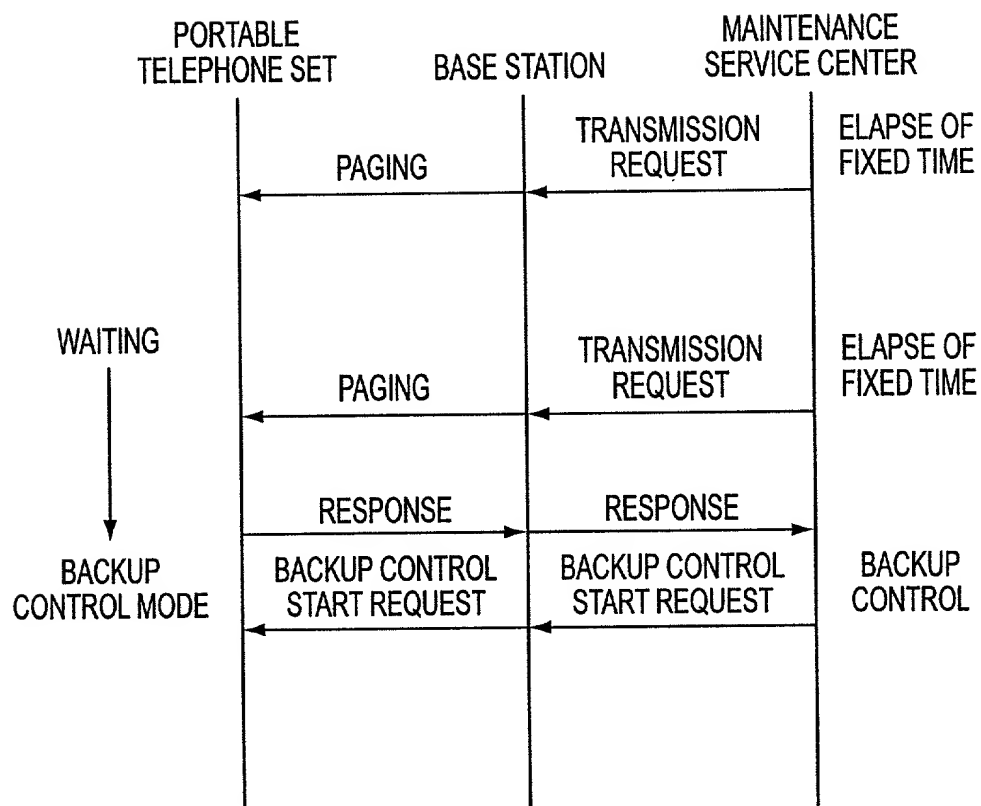 PORTABLE
TELEPHONE SET
BASE STATION
MAINTENANCE
SERVICE CENTER
PAGING
TRANSMISSION
REQUEST
ELAPSE OF
FIXED TIME
WAITING
PAGING
TRANSMISSION
REQUEST
ELAPSE OF
FIXED TIME
RESPONSE
RESPONSE
BACKUP
CONTROL MODE
BACKUP CONTROL
START REQUEST
BACKUP CONTROL
START REQUEST
BACKUP
CONTROL